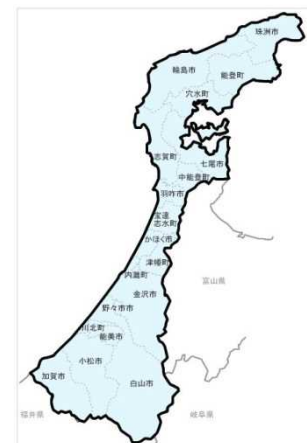 珠洲市
輪島市
能登町
穴水町
志賀町
七尾市
中能登町
羽咋市
宝達
志水町
かほく市
津幡町
内灘町
富山県
金沢市
野々市市
川北町
能美市
小松市
加賀市
白山市
福井県
岐阜県